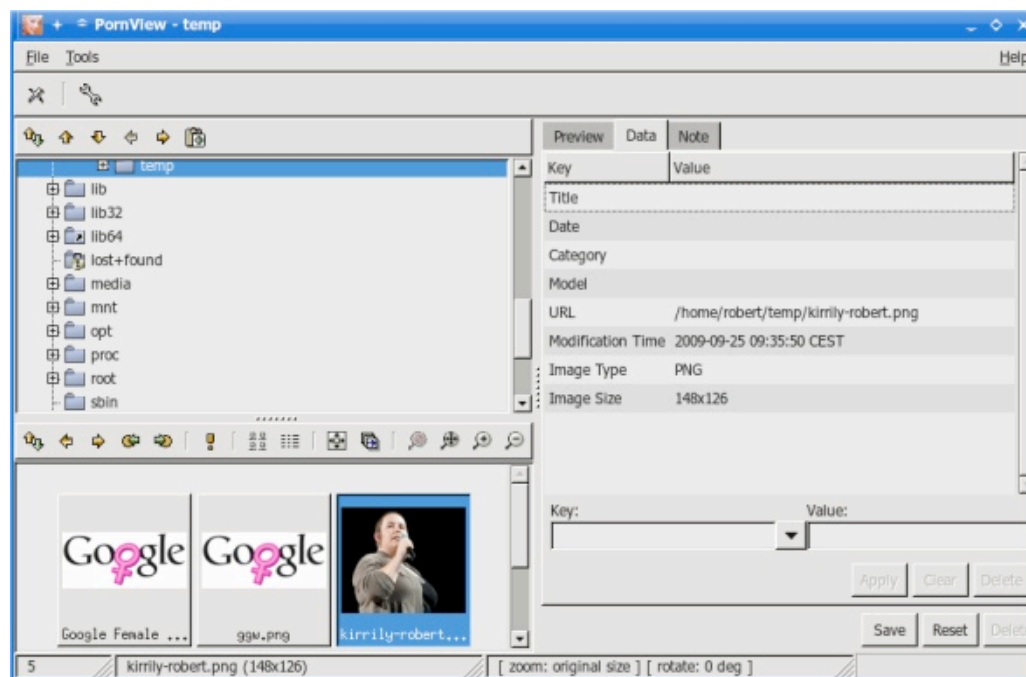 PornView - temp
File Tools Help
Preview Data Note
temp
lib
lib32
lib64
lost+found
media
mnt
opt
proc
root
sbin
Key Value
Title
Date
Category
Model
URL /home/robert/temp/kirrily-robert.png
Modification Time 2009-09-25 09:35:50 CEST
Image Type PNG
Image Size 148x126
Key: Value:
Apply Clear Delete
Save Reset Delete
Google
Google
Google Female ...
ggw.png
kirrily-robert...
5 kirrily-robert.png (148x126) [ zoom: original size ] [ rotate: 0 deg ]